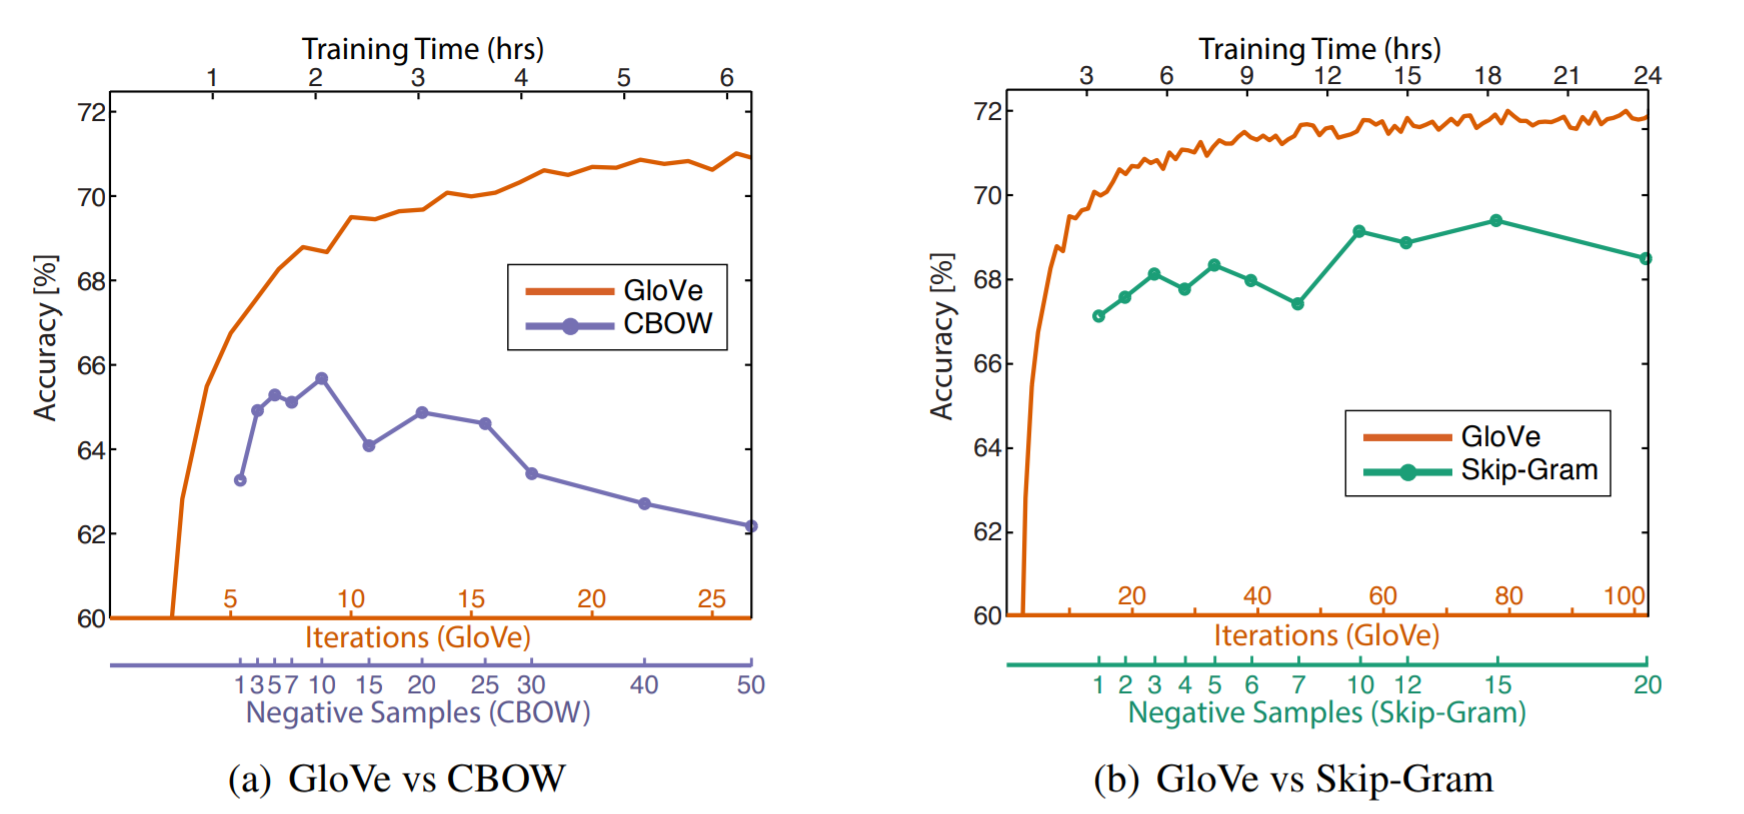 Training Time (hrs)
1 2 3 4 5 6
72
70
68
66
64
62
60
Accuracy [%]
GloVe
CBOW
5 10 15 20 25
Iterations (GloVe)
1 3 5 7 10 15 20 25 30 40 50
Negative Samples (CBOW)
(a) GloVe vs CBOW
Training Time (hrs)
3 6 9 12 15 18 21 24
72
70
68
66
64
62
60
Accuracy [%]
GloVe
Skip-Gram
20 40 60 80 100
Iterations (GloVe)
1 2 3 4 5 6 7 10 12 15 20
Negative Samples (Skip-Gram)
(b) GloVe vs Skip-Gram